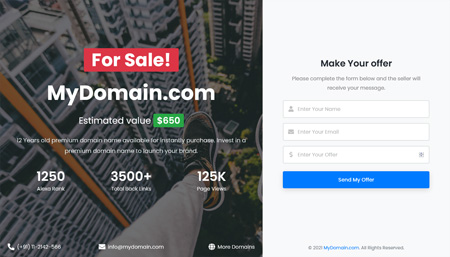 For Sale!
MyDomain.com
Estimated value $650
12 Years old premium domain name available for instantly purchase. Invest in a
premium domain name to launch your brand.
1250 3500+ 125K
Alexa Rank Total Back Links Page Views
(+91) 11-2142-566 info@mydomain.com More Domains
Make Your offer
Please complete the form below and the seller will
receive your message.
Enter Your Name
Enter Your Email
$ Enter Your Offer
Send My Offer
© 2021 MyDomain.com. All Rights Reserved.